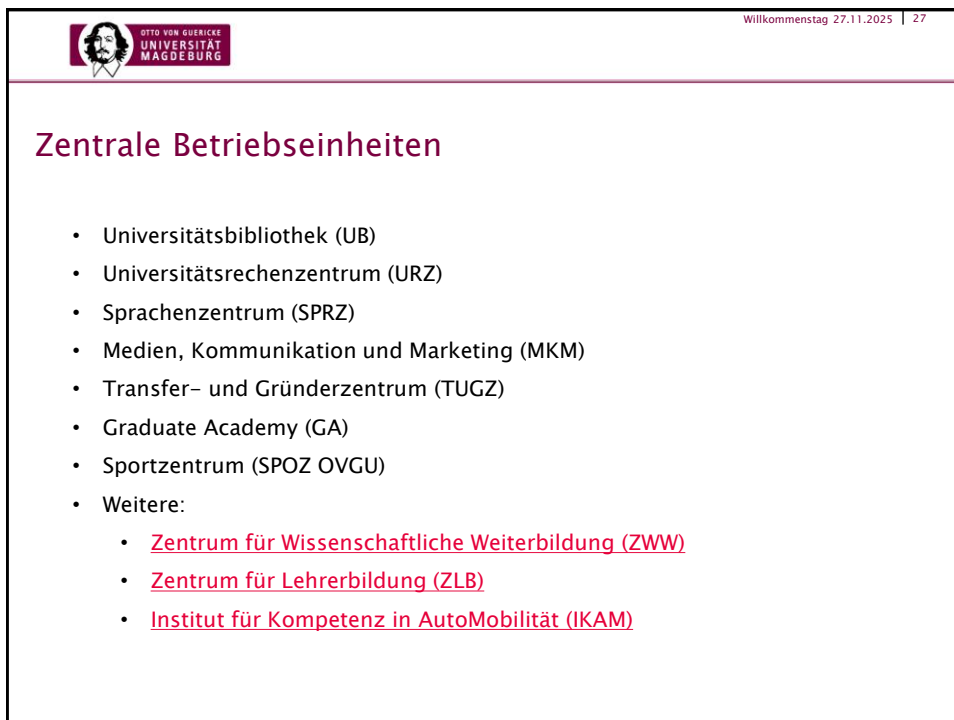 OTTO VON GUERICKE
UNIVERSITÄT
MAGDEBURG
Willkommenstag 27.11.2025 | 27
Zentrale Betriebseinheiten
• Universitätsbibliothek (UB)
• Universitätsrechenzentrum (URZ)
• Sprachenzentrum (SPRZ)
• Medien, Kommunikation und Marketing (MKM)
• Transfer- und Gründerzentrum (TUGZ)
• Graduate Academy (GA)
• Sportzentrum (SPOZ OVGU)
• Weitere:
• Zentrum für Wissenschaftliche Weiterbildung (ZWW)
• Zentrum für Lehrerbildung (ZLB)
• Institut für Kompetenz in AutoMobilität (IKAM)